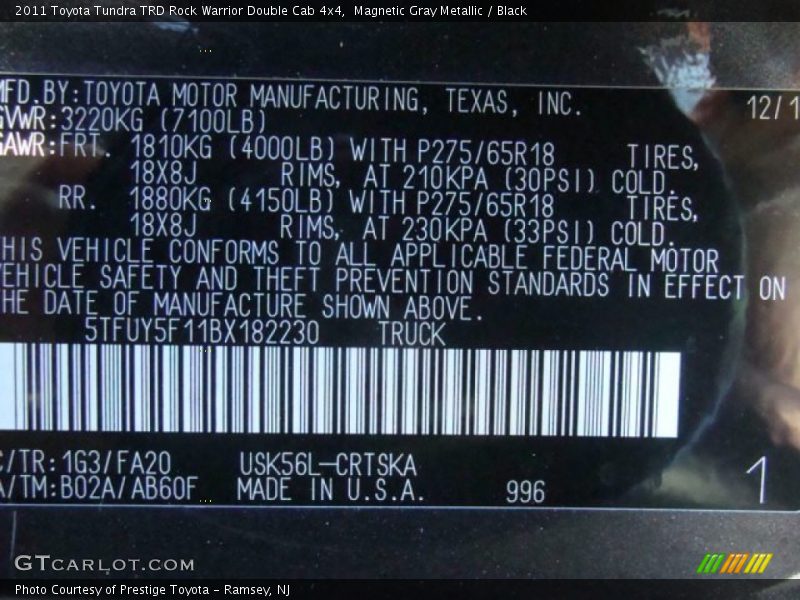 2011 Toyota Tundra TRD Rock Warrior Double Cab 4x4,  Magnetic Gray Metallic / Black
MFD.BY:TOYOTA MOTOR MANUFACTURING, TEXAS, INC. 12/1
GVWR:3220KG (7100LB)
GAWR:FRT. 1810KG (4000LB) WITH P275/65R18 TIRES,
18X8J RIMS, AT 210KPA (30PSI) COLD.
RR. 1880KG (4150LB) WITH P275/65R18 TIRES,
18X8J RIMS, AT 230KPA (33PSI) COLD.
HIS VEHICLE CONFORMS TO ALL APPLICABLE FEDERAL MOTOR
VEHICLE SAFETY AND THEFT PREVENTION STANDARDS IN EFFECT ON
HE DATE OF MANUFACTURE SHOWN ABOVE.
5TFUY5F11BX182230 TRUCK
C/TR:1G3/FA20 USK56L-CRTSKA
A/TM:B02A/AB60F MADE IN U.S.A. 996 1
GTCARLOT.COM
Photo Courtesy of Prestige Toyota - Ramsey, NJ